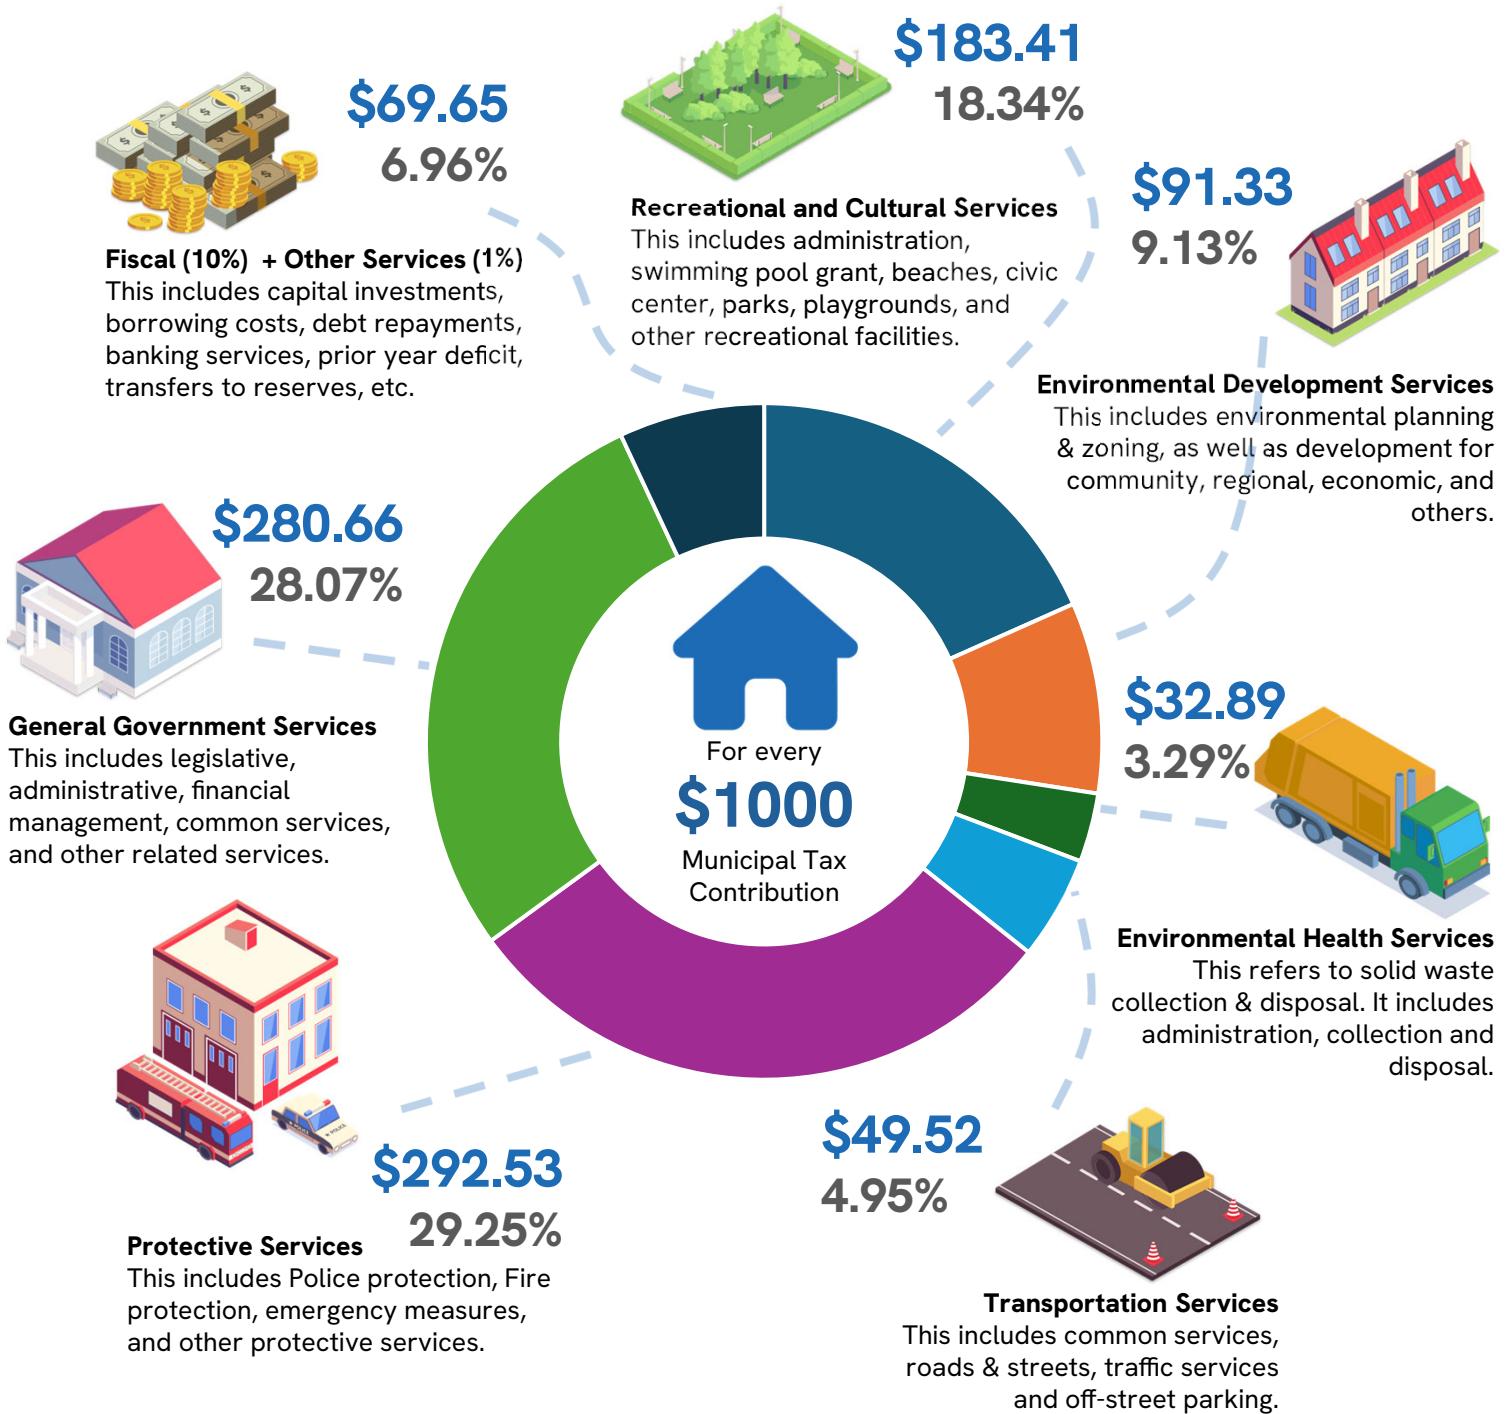 $69.65
6.96%
Fiscal (10%) + Other Services (1%)
This includes capital investments,
borrowing costs, debt repayments,
banking services, prior year deficit,
transfers to reserves, etc.
$183.41
18.34%
Recreational and Cultural Services
This includes administration,
swimming pool grant, beaches, civic
center, parks, playgrounds, and
other recreational facilities.
$91.33
9.13%
Environmental Development Services
This includes environmental planning
& zoning, as well as development for
community, regional, economic, and
others.
$280.66
28.07%
General Government Services
This includes legislative,
administrative, financial
management, common services,
and other related services.
For every
$1000
Municipal Tax
Contribution
$32.89
3.29%
Environmental Health Services
This refers to solid waste
collection & disposal. It includes
administration, collection and
disposal.
$292.53
29.25%
Protective Services
This includes Police protection, Fire
protection, emergency measures,
and other protective services.
$49.52
4.95%
Transportation Services
This includes common services,
roads & streets, traffic services
and off-street parking.